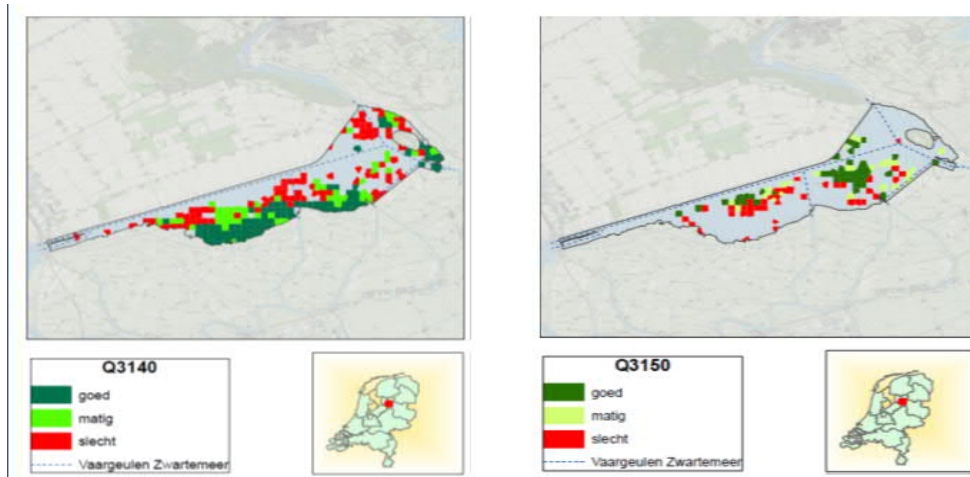 Q3140
goed
matig
slecht
Vaargeulen Zwartemeer
Q3150
goed
matig
slecht
Vaargeulen Zwartemeer